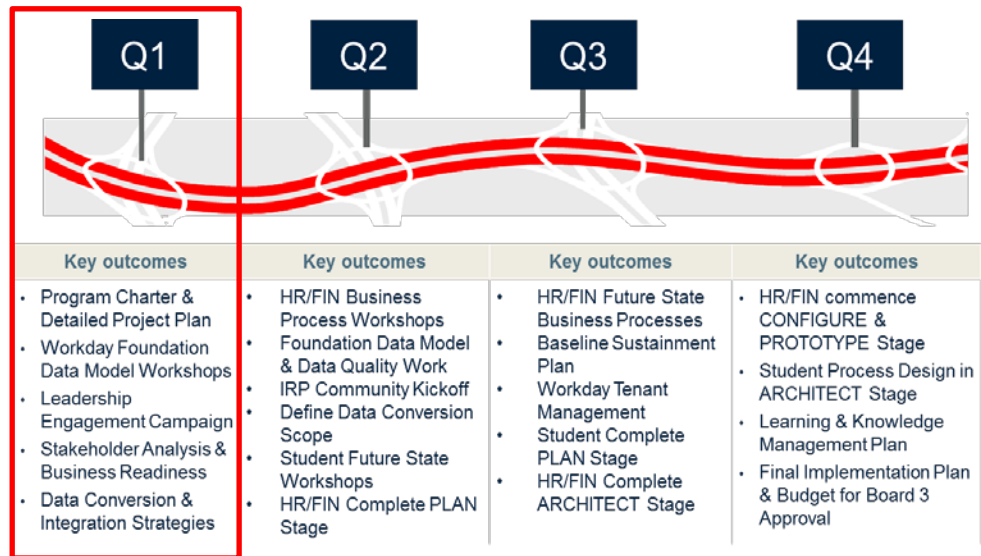 Q1
Q2
Q3
Q4
Key outcomes
• Program Charter &
Detailed Project Plan
• Workday Foundation
Data Model Workshops
• Leadership
Engagement Campaign
• Stakeholder Analysis &
Business Readiness
• Data Conversion &
Integration Strategies
Key outcomes
• HR/FIN Business
Process Workshops
• Foundation Data Model
& Data Quality Work
• IRP Community Kickoff
• Define Data Conversion
Scope
• Student Future State
Workshops
• HR/FIN Complete PLAN
Stage
Key outcomes
• HR/FIN Future State
Business Processes
• Baseline Sustainment
Plan
• Workday Tenant
Management
• Student Complete
PLAN Stage
• HR/FIN Complete
ARCHITECT Stage
Key outcomes
• HR/FIN commence
CONFIGURE &
PROTOTYPE Stage
• Student Process Design in
ARCHITECT Stage
• Learning & Knowledge
Management Plan
• Final Implementation Plan
& Budget for Board 3
Approval